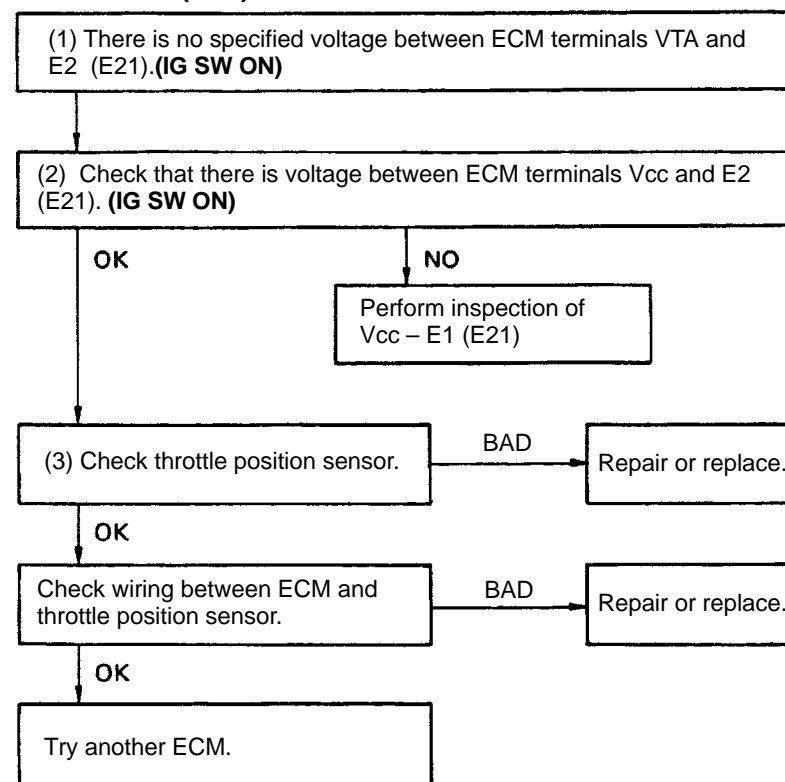 (1) There is no specified voltage between ECM terminals VTA and
E2 (E21).(IG SW ON)
(2) Check that there is voltage between ECM terminals Vcc and E2
(E21). (IG SW ON)
OK
NO
Perform inspection of
Vcc – E1 (E21)
(3) Check throttle position sensor.
BAD
Repair or replace.
OK
Check wiring between ECM and
throttle position sensor.
BAD
Repair or replace.
OK
Try another ECM.